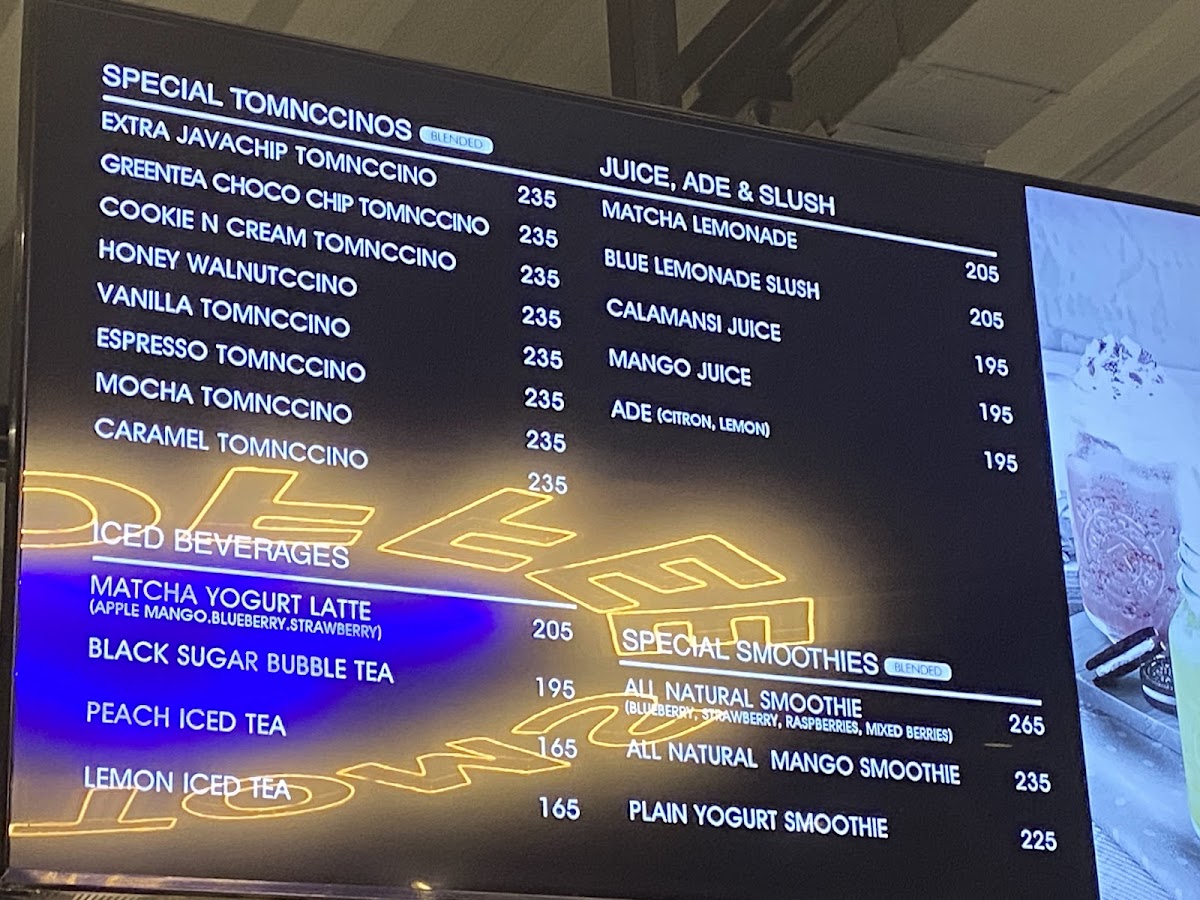 SPECIAL TOMNCCINOS BLENDED
EXTRA JAVACHIP TOMNCCINO 235
GREENTEA CHOCO CHIP TOMNCCINO 235
COOKIE N CREAM TOMNCCINO 235
HONEY WALNUTCCINO 235
VANILLA TOMNCCINO 235
ESPRESSO TOMNCCINO 235
MOCHA TOMNCCINO 235
CARAMEL TOMNCCINO 235
ICED BEVERAGES
MATCHA YOGURT LATTE 205
(APPLE MANGO.BLUEBERRY.STRAWBERRY)
BLACK SUGAR BUBBLE TEA 195
PEACH ICED TEA 165
LEMON ICED TEA 165
JUICE, ADE & SLUSH
MATCHA LEMONADE 205
BLUE LEMONADE SLUSH 205
CALAMANSI JUICE 195
MANGO JUICE 195
ADE (CITRON, LEMON) 195
SPECIAL SMOOTHIES BLENDED
ALL NATURAL SMOOTHIE 265
(BLUEBERRY, STRAWBERRY, RASPBERRIES, MIXED BERRIES)
ALL NATURAL MANGO SMOOTHIE 235
PLAIN YOGURT SMOOTHIE 225